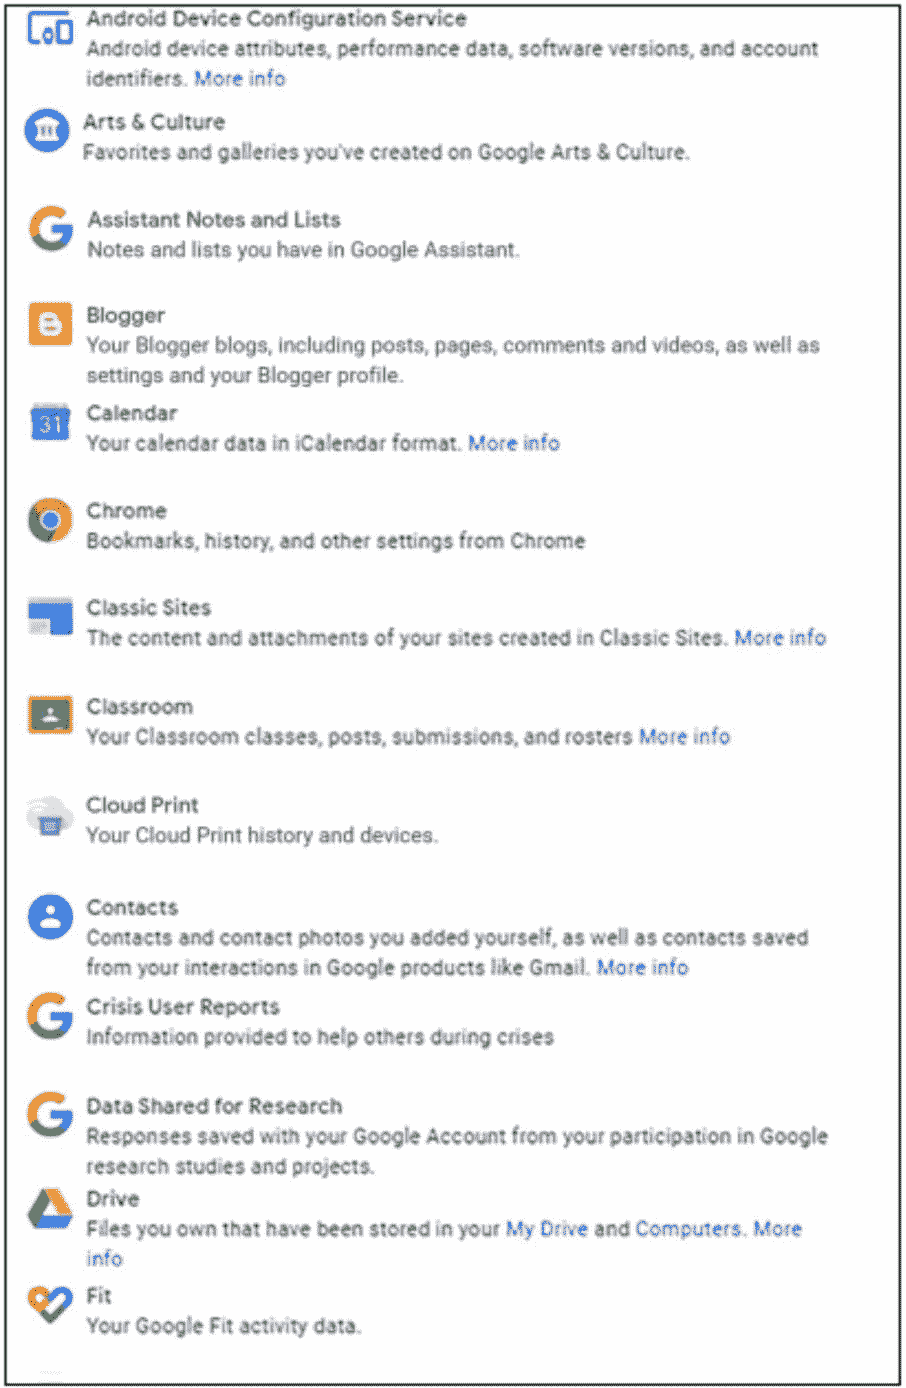 Android Device Configuration Service
Android device attributes, performance data, software versions, and account
identifiers. More info
Arts & Culture
Favorites and galleries you've created on Google Arts & Culture.
Assistant Notes and Lists
Notes and lists you have in Google Assistant.
Blogger
Your Blogger blogs, including posts, pages, comments and videos, as well as
settings and your Blogger profile.
31
Calendar
Your calendar data in iCalendar format. More info
Chrome
Bookmarks, history, and other settings from Chrome
Classic Sites
The content and attachments of your sites created in Classic Sites. More info
Classroom
Your Classroom classes, posts, submissions, and rosters More info
Cloud Print
Your Cloud Print history and devices.
Contacts
Contacts and contact photos you added yourself, as well as contacts saved
from your interactions in Google products like Gmail. More info
Crisis User Reports
Information provided to help others during crises
Data Shared for Research
Responses saved with your Google Account from your participation in Google
research studies and projects.
Drive
Files you own that have been stored in your My Drive and Computers. More
info
Fit
Your Google Fit activity data.